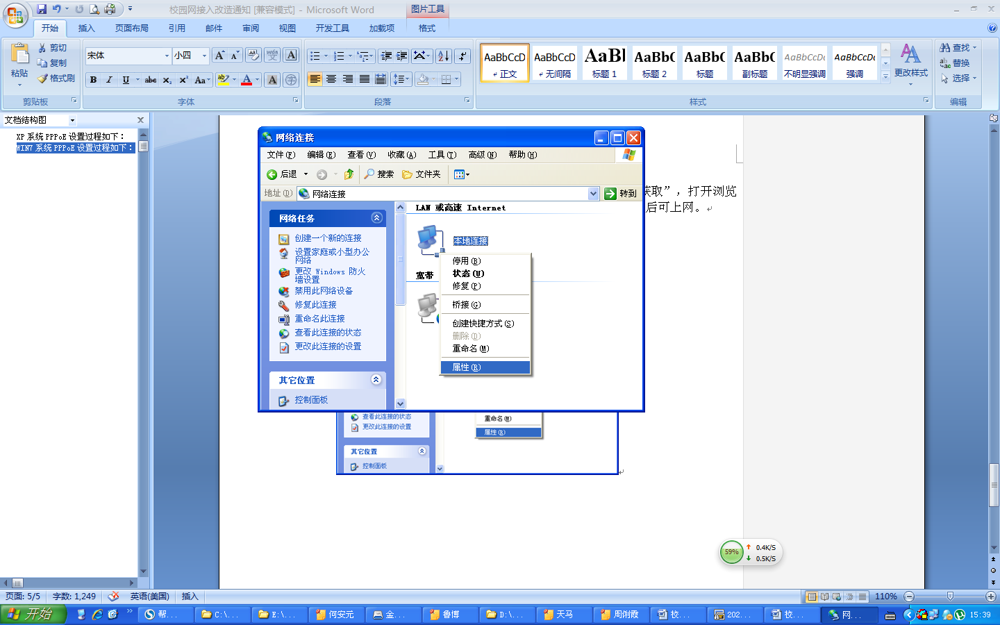 校园网接入改造通知 [兼容模式] - Microsoft Word
图片工具
开始
插入
页面布局
引用
邮件
审阅
视图
开发工具
加载项
格式
粘贴
剪切
复制
格式刷
剪贴板
宋体
小四
B I U abc x₂ x² Aa
字体
段落
AaBbCcD
正文
AaBbCcD
无间隔
AaBl
标题 1
AaBbC
标题 2
AaBbC
标题
AaBbC
副标题
AaBbCcDc
不明显强调
AaBbCcDc
强调
更改样式
样式
查找
替换
选择
编辑
文档结构图
XP 系统 PPPoE 设置过程如下：
WIN7 系统 PPPoE 设置过程如下：
获取”，打开浏览
后可上网。
网络连接
文件(F) 编辑(E) 查看(V) 收藏(A) 工具(T) 高级(N) 帮助(H)
后退 搜索 文件夹
地址(D) 网络连接 转到
网络任务
创建一个新的连接
设置家庭或小型办公
网络
更改 Windows 防火
墙设置
禁用此网络设备
修复此连接
重命名此连接
查看此连接的状态
更改此连接的设置
其它位置
控制面板
LAN 或高速 Internet
本地连接
宽带
停用(B)
状态(U)
修复(P)
桥接(G)
创建快捷方式(S)
删除(D)
重命名(M)
属性(R)
查看此连接的状态
更改此连接的设置
其它位置
控制面板
重命名(M)
属性(R)
59%
0.4K/S
0.5K/S
页面: 5/5 字数: 1,249 英语(美国) 插入 110%
开始 帮... C:\... E:\... 何安元 金... 鲁博 D:\... 天马 周俐霞 校... 202... 校... 网... 15:39